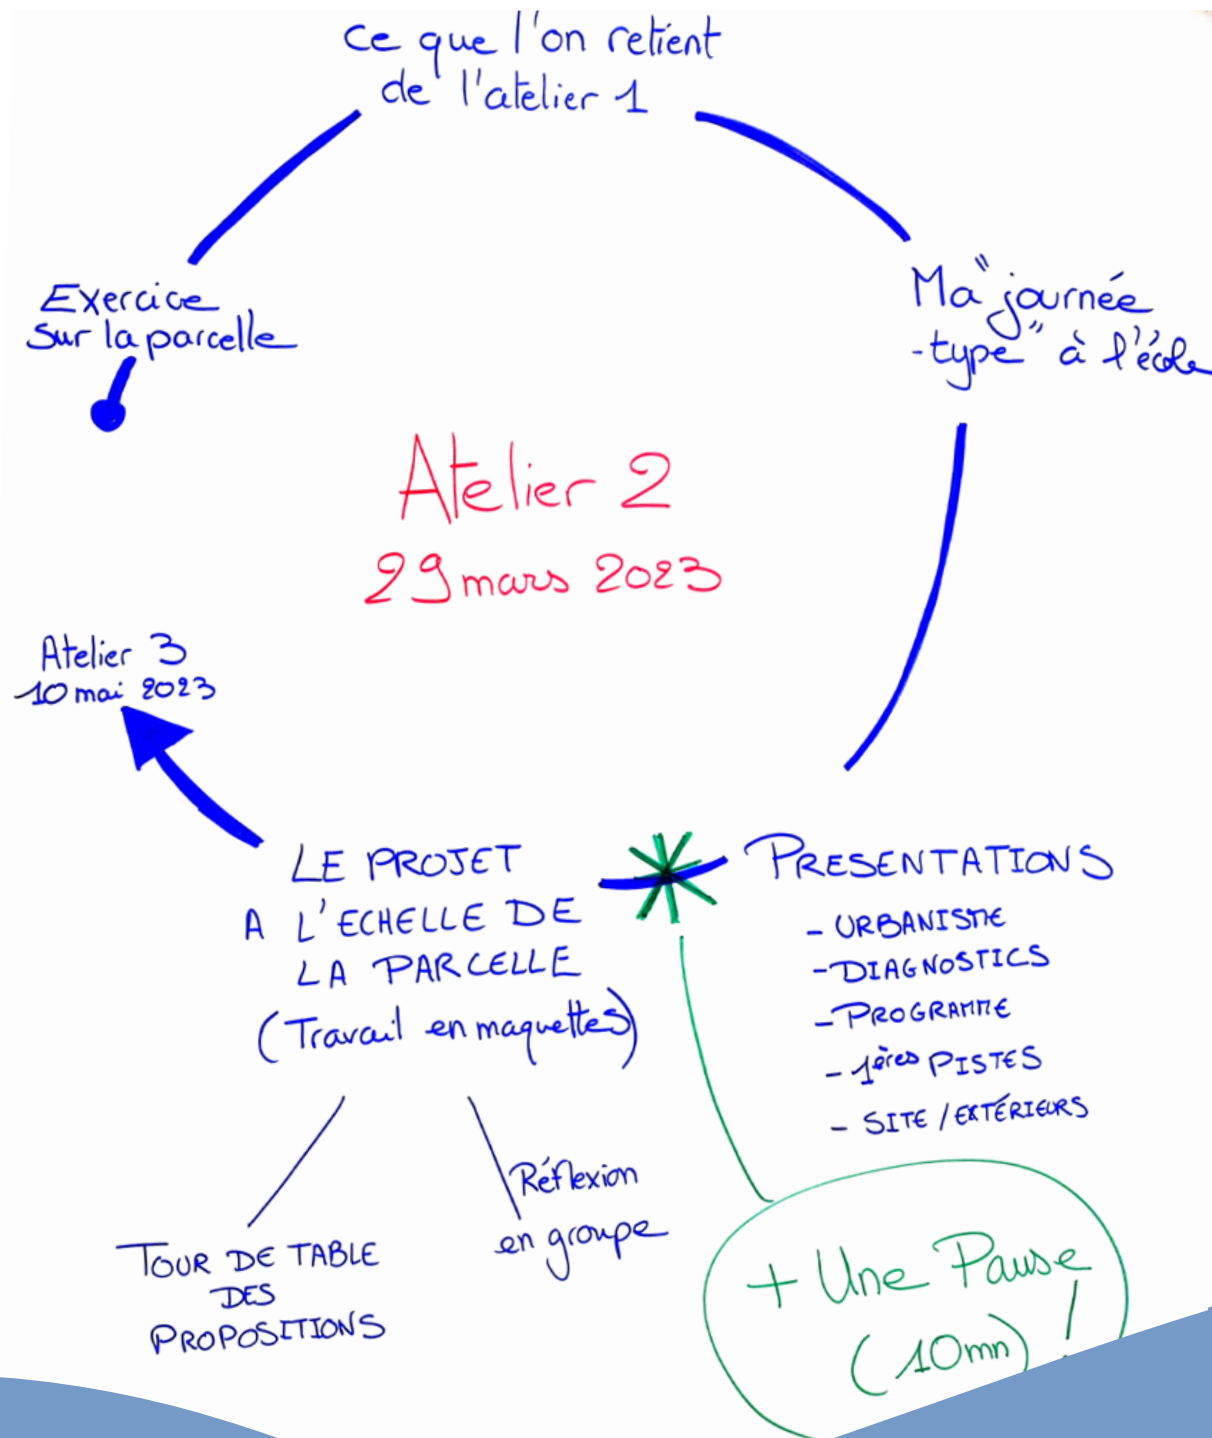 ce que l'on retient
de l'atelier 1
Exercice
sur la parcelle
Ma "journée
-type" à l'école
Atelier 2
29 mars 2023
Atelier 3
10 mai 2023
LE PROJET
A L'ECHELLE DE
LA PARCELLE
(Travail en maquettes)
PRESENTATIONS
- URBANISME
- DIAGNOSTICS
- PROGRAMME
- 1ères PISTES
- SITE / EXTÉRIEURS
TOUR DE TABLE
DES
PROPOSITIONS
Réflexion
en groupe
+ Une Pause
(10mn) !